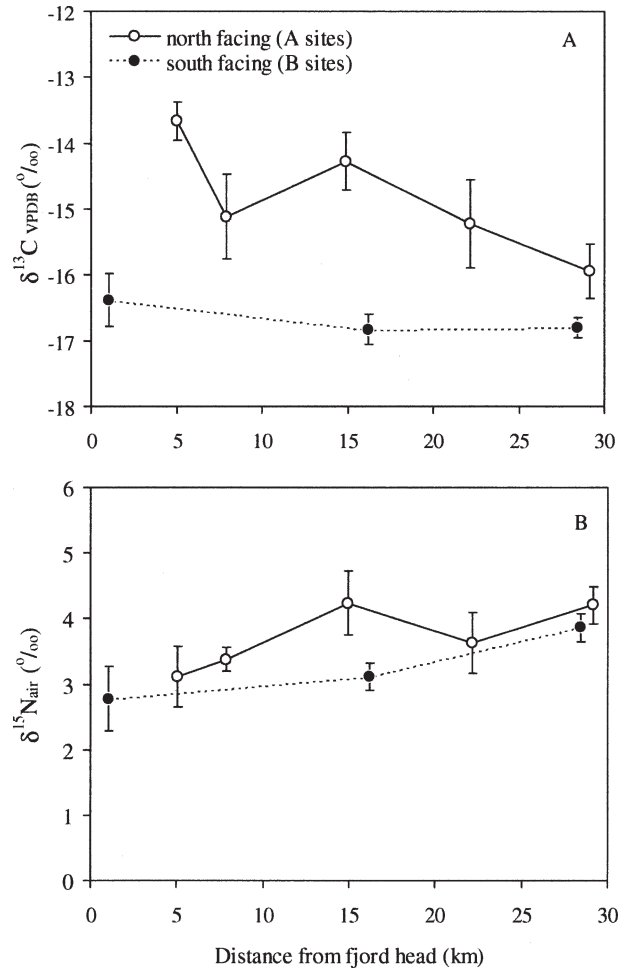 -12
north facing (A sites)
A
south facing (B sites)
-13
-14
-15
-16
-17
-18
δ¹³C VPDB (°/oo)
0 5 10 15 20 25 30
6
B
5
4
3
2
1
0
δ¹⁵Nair (°/oo)
0 5 10 15 20 25 30
Distance from fjord head (km)